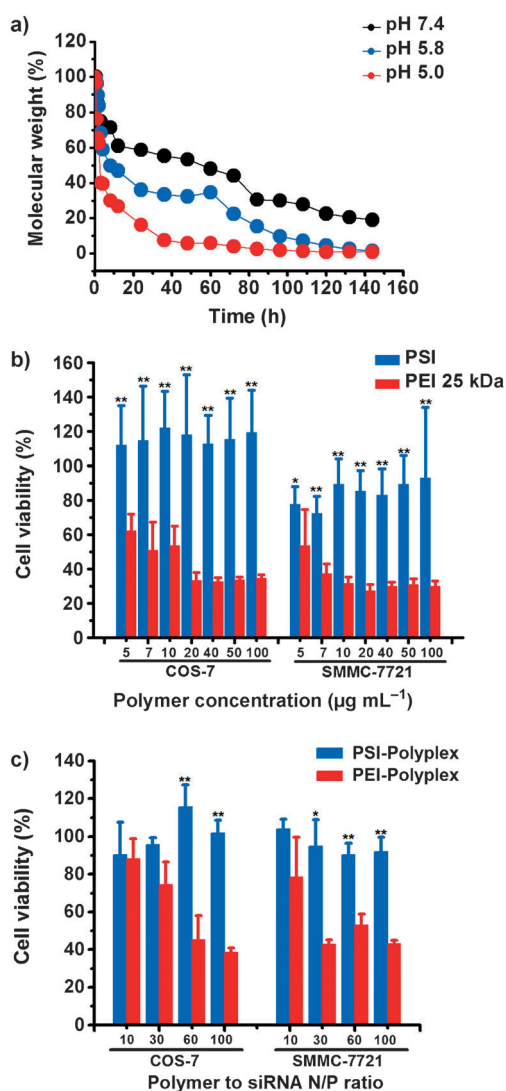 a)
pH 7.4
pH 5.8
pH 5.0
Molecular weight (%)
120
100
80
60
40
20
0
0 20 40 60 80 100 120 140 160
Time (h)
b)
PSI
PEI 25 kDa
Cell viability (%)
160
140
120
100
80
60
40
20
0
** ** ** ** ** ** ** * ** ** ** ** ** **
5 7 10 20 40 50 100 5 7 10 20 40 50 100
COS-7 SMMC-7721
Polymer concentration (µg mL⁻¹)
c)
PSI-Polyplex
PEI-Polyplex
Cell viability (%)
140
120
100
80
60
40
20
0
** ** * ** **
10 30 60 100 10 30 60 100
COS-7 SMMC-7721
Polymer to siRNA N/P ratio